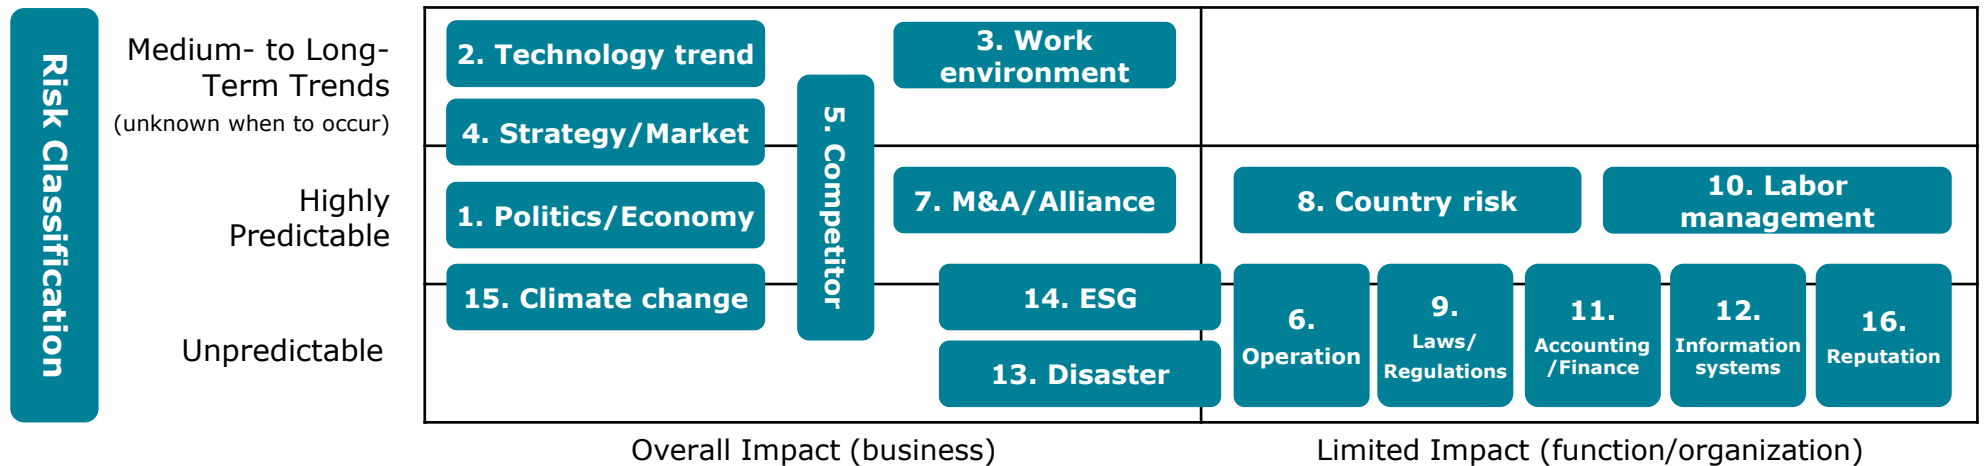 Risk Classification
Medium- to Long-
Term Trends
(unknown when to occur)
Highly
Predictable
Unpredictable
2. Technology trend
3. Work
environment
4. Strategy/Market
5. Competitor
1. Politics/Economy
7. M&A/Alliance
8. Country risk
10. Labor
management
15. Climate change
14. ESG
13. Disaster
6.
Operation
9.
Laws/
Regulations
11.
Accounting
/Finance
12.
Information
systems
16.
Reputation
Overall Impact (business)
Limited Impact (function/organization)